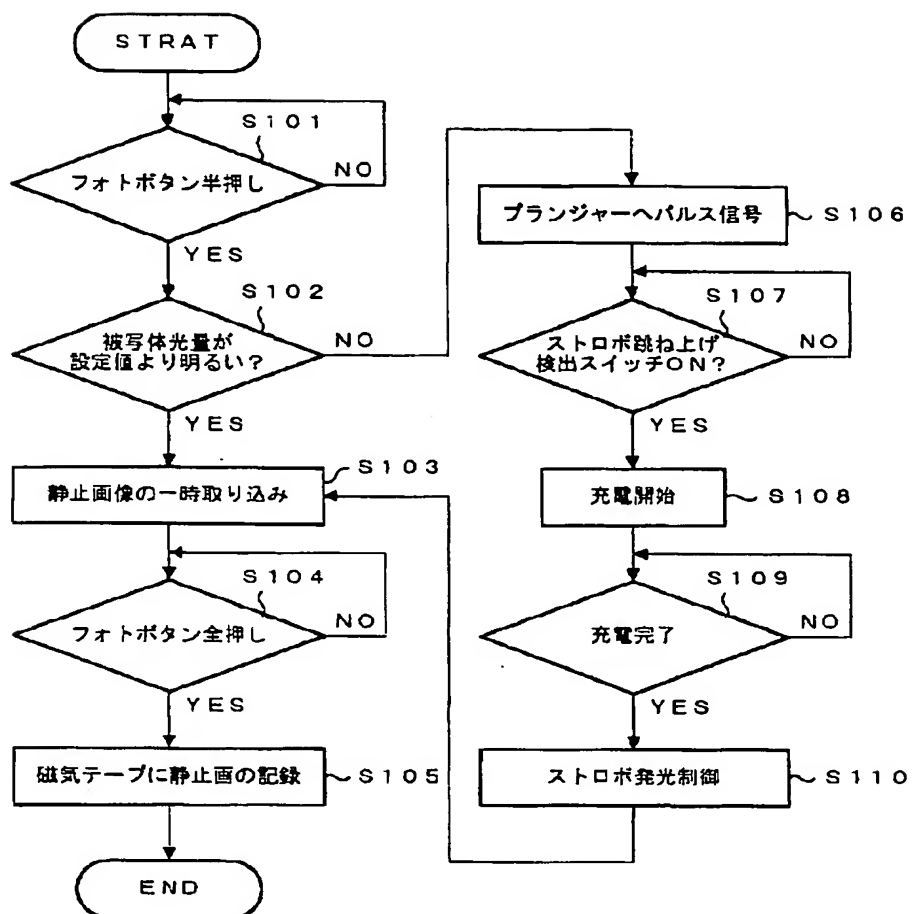 STRAT
S101
フォトボタン半押し
NO
YES
S102
被写体光量が
設定値より明るい?
NO
YES
S103
静止画像の一時取り込み
S104
フォトボタン全押し
NO
YES
磁気テープに静止画の記録
S105
END
プランジャーへパルス信号
S106
S107
ストロボ跳ね上げ
検出スイッチON?
NO
YES
充電開始
S108
S109
充電完了
NO
YES
ストロボ発光制御
S110